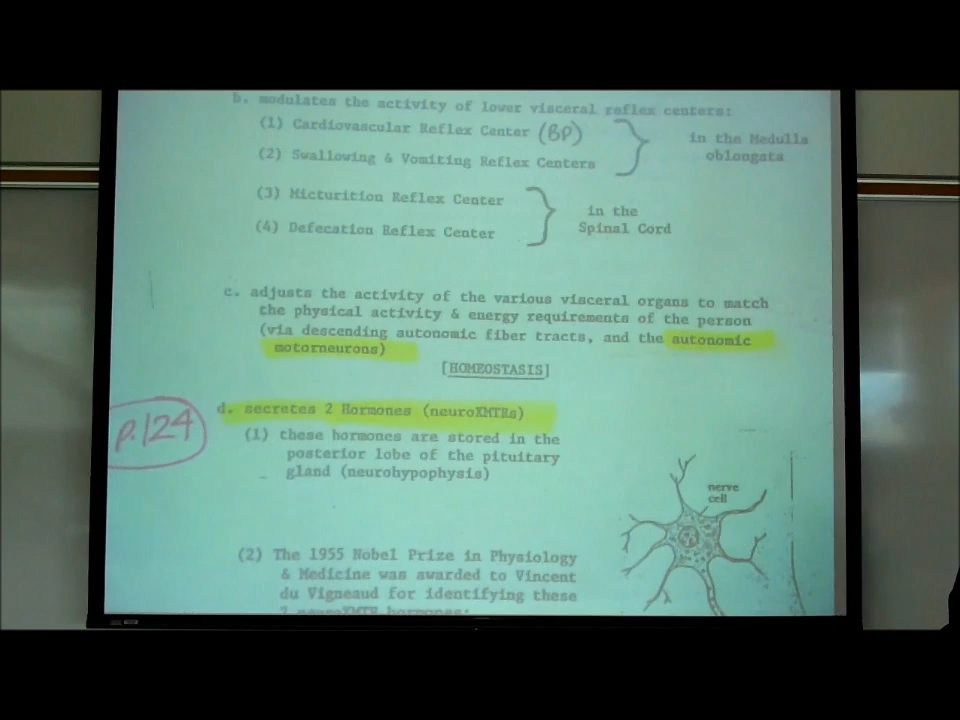 b. modulates the activity of lower visceral reflex centers:
(1) Cardiovascular Reflex Center (BP)
(2) Swallowing & Vomiting Reflex Centers
in the Medulla
oblongata
(3) Micturition Reflex Center
(4) Defecation Reflex Center
in the
Spinal Cord
c. adjusts the activity of the various visceral organs to match
the physical activity & energy requirements of the person
(via descending autonomic fiber tracts, and the autonomic
motorneurons)
[HOMEOSTASIS]
p.124
d. secretes 2 Hormones (neuroXMTRs)
(1) these hormones are stored in the
posterior lobe of the pituitary
gland (neurohypophysis)
nerve
cell
(2) The 1955 Nobel Prize in Physiology
& Medicine was awarded to Vincent
du Vigneaud for identifying these
2 neuroXMTR hormones: